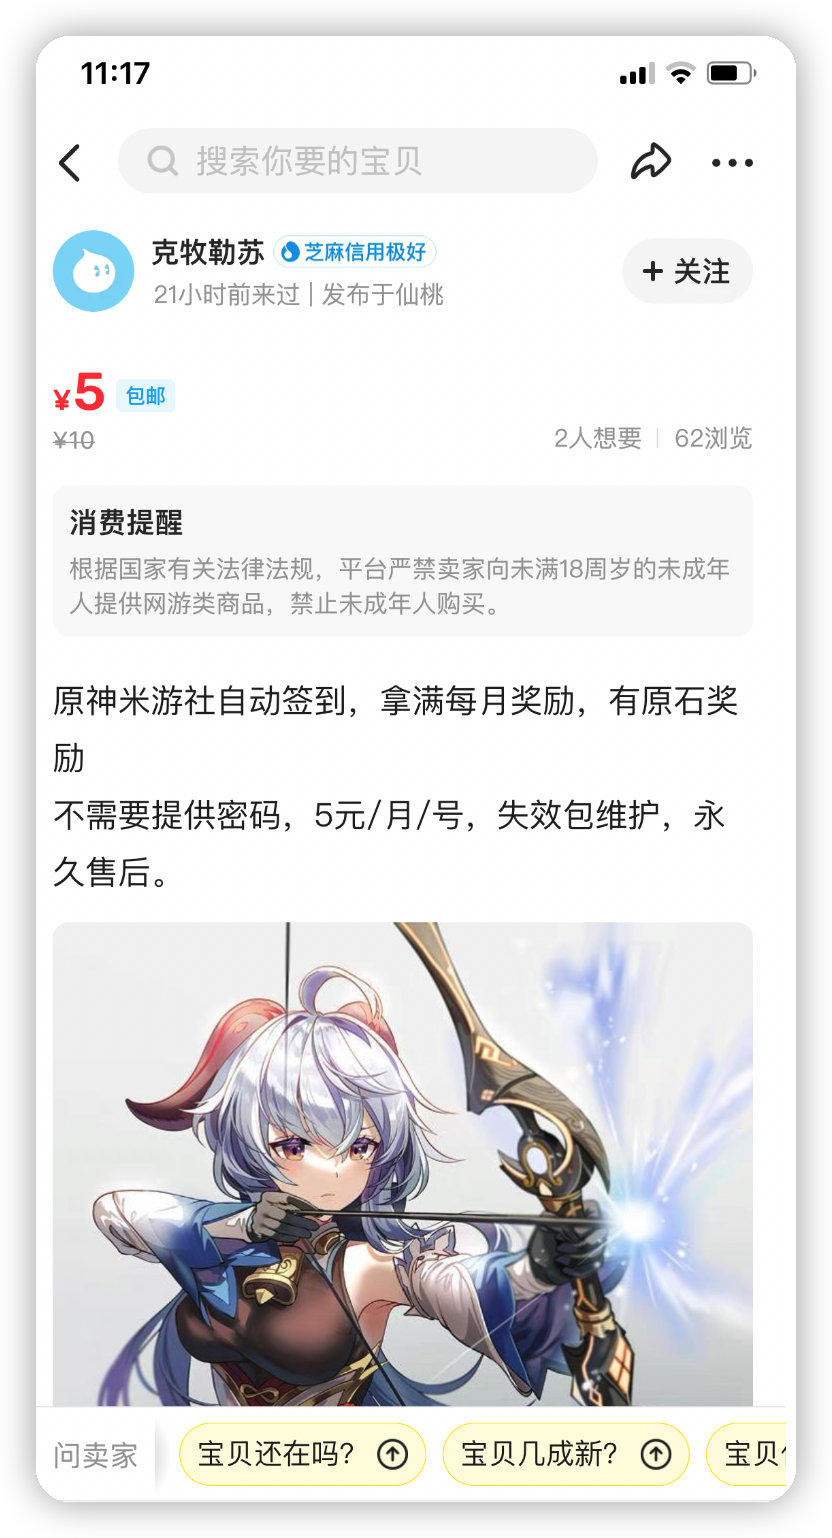 11:17
搜索你要的宝贝
克牧勒苏 芝麻信用极好
21小时前来过 | 发布于仙桃
+ 关注
¥5 包邮
¥10
2人想要 | 62浏览
消费提醒
根据国家有关法律法规，平台严禁卖家向未满18周岁的未成年
人提供网游类商品，禁止未成年人购买。
原神米游社自动签到，拿满每月奖励，有原石奖
励
不需要提供密码，5元/月/号，失效包维护，永
久售后。
问卖家 宝贝还在吗？ 宝贝几成新？ 宝贝